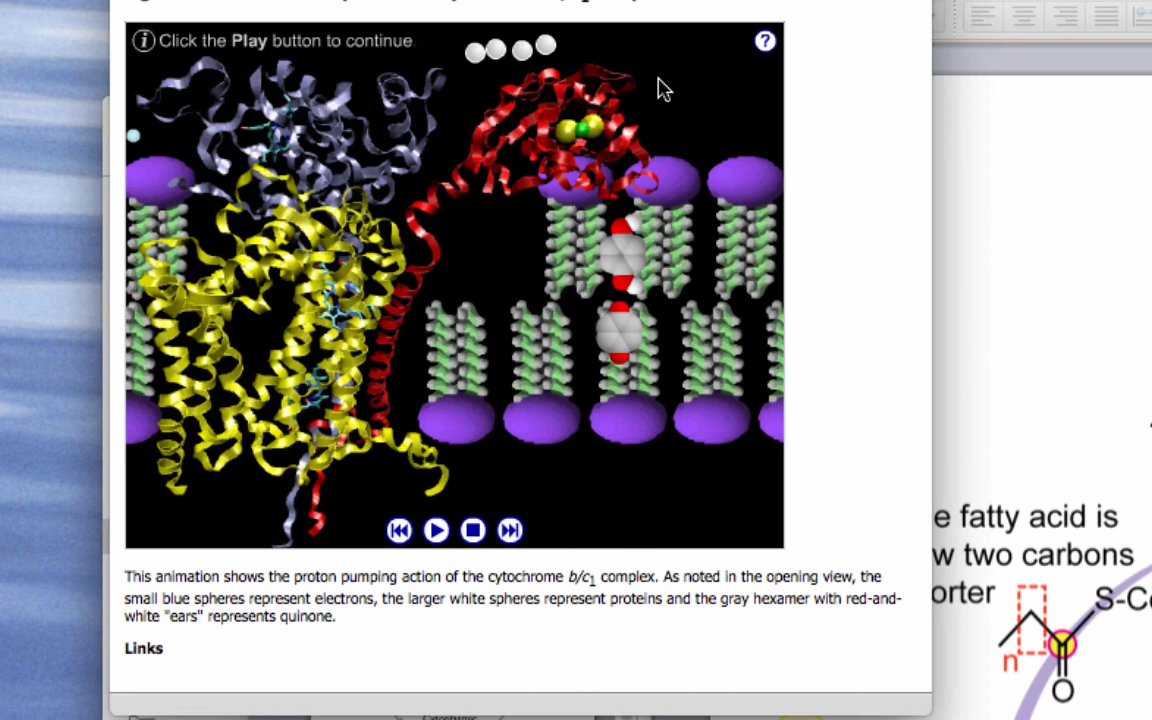 Click the Play button to continue.
?
This animation shows the proton pumping action of the cytochrome b/c1 complex. As noted in the opening view, the
small blue spheres represent electrons, the larger white spheres represent proteins and the gray hexamer with red-and-
white "ears" represents quinone.
Links
e fatty acid is
w two carbons
orter
S-Co
n
O